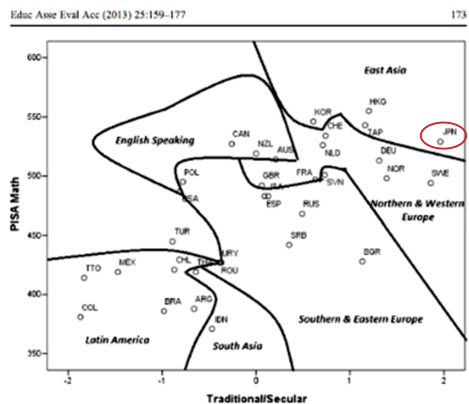 Educ Asse Eval Acc (2013) 25:159–177 173
600
East Asia
HKG
KOR
550
CHE
TAP
JPN
CAN
English Speaking
NZL
AUS
NLD
DEU
POL
GBR
FRA
SVN
NOR
SWE
500
USA
ESP
RUS
Northern & Western
Europe
PISA Math
TUR
SRB
450
URY
BGR
TTO
MEX
CHL
ROU
400
COL
BRA
ARG
IDN
Southern & Eastern Europe
Latin America
South Asia
350
-2 -1 0 1 2
Traditional/Secular